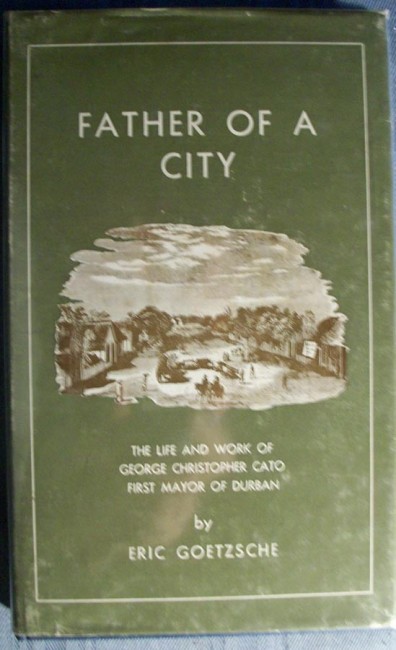 FATHER OF A
CITY
THE LIFE AND WORK OF
GEORGE CHRISTOPHER CATO
FIRST MAYOR OF DURBAN
by
ERIC GOETZSCHE